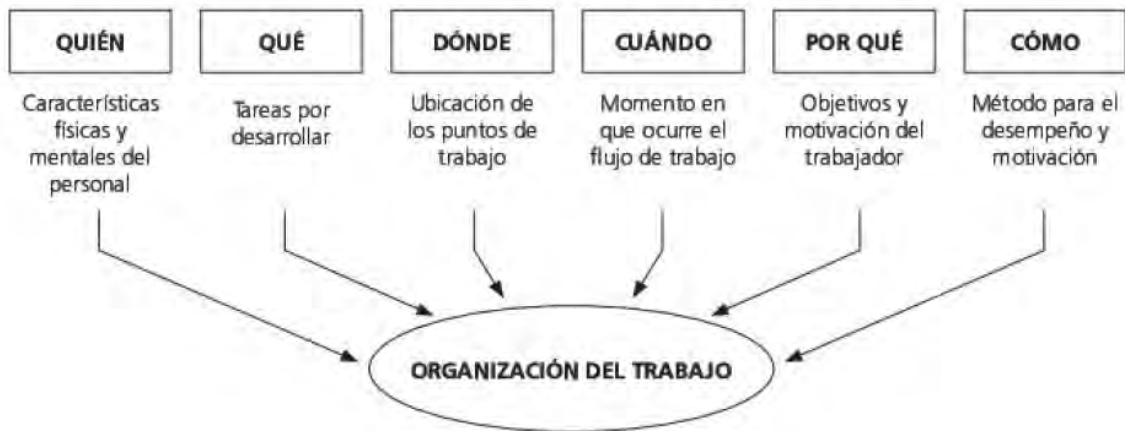 QUIÉN
QUÉ
DÓNDE
CUÁNDO
POR QUÉ
CÓMO
Características
físicas y
mentales del
personal
Tareas por
desarrollar
Ubicación de
los puntos de
trabajo
Momento en
que ocurre el
flujo de trabajo
Objetivos y
motivación del
trabajador
Método para el
desempeño y
motivación
ORGANIZACIÓN DEL TRABAJO